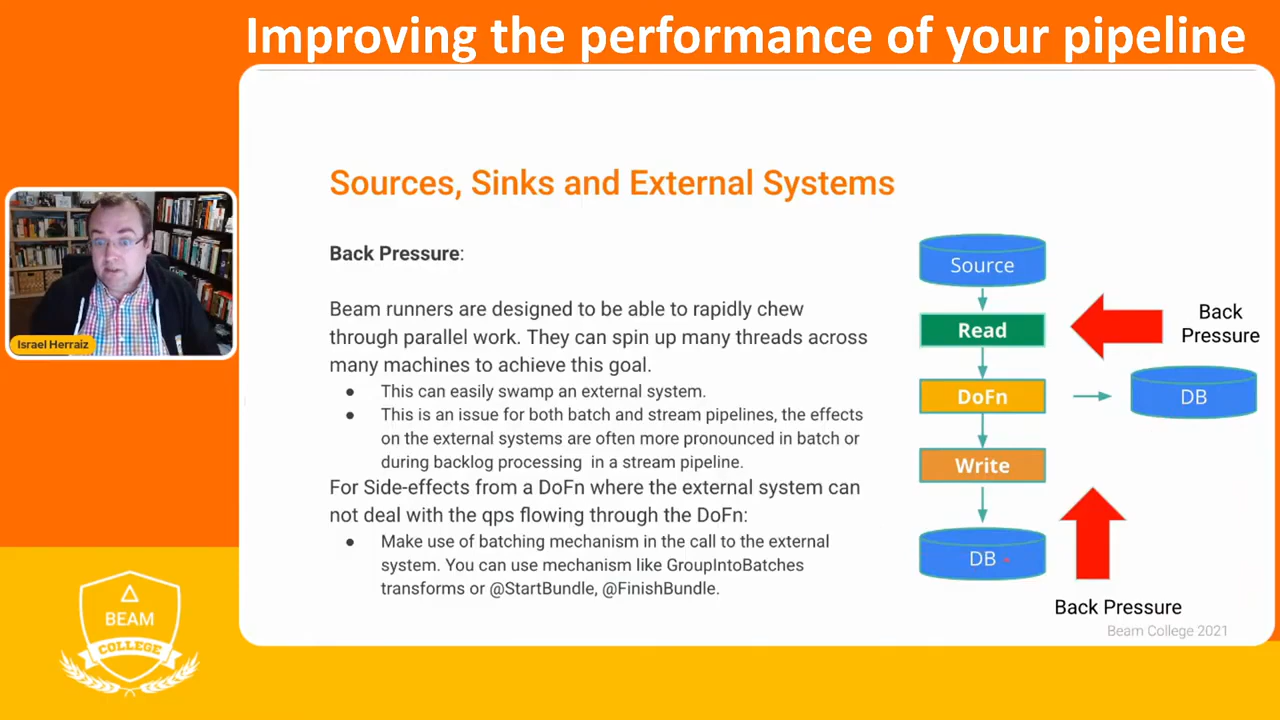 Improving the performance of your pipeline
Sources, Sinks and External Systems
Back Pressure:
Beam runners are designed to be able to rapidly chew
through parallel work. They can spin up many threads across
many machines to achieve this goal.
● This can easily swamp an external system.
● This is an issue for both batch and stream pipelines, the effects
on the external systems are often more pronounced in batch or
during backlog processing in a stream pipeline.
For Side-effects from a DoFn where the external system can
not deal with the qps flowing through the DoFn:
● Make use of batching mechanism in the call to the external
system. You can use mechanism like GroupIntoBatches
transforms or @StartBundle, @FinishBundle.
Source
Read
Back
Pressure
DoFn
DB
Write
DB
Back Pressure
Beam College 2021
Israel Herraiz
BEAM
COLLEGE